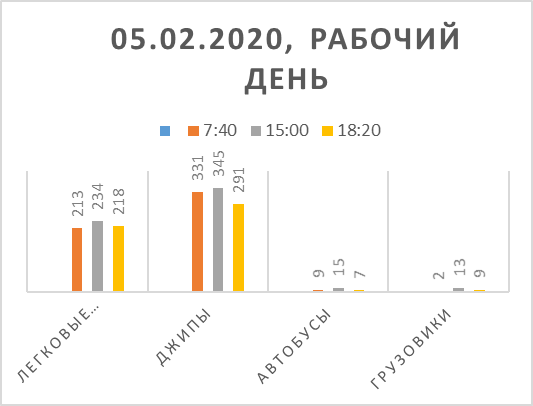 05.02.2020, РАБОЧИЙ
ДЕНЬ
7:40 15:00 18:20
213 234 218 331 345 291 9 15 7 2 13 9
ЛЕГКОВЫЕ...
ДЖИПЫ
АВТОБУСЫ
ГРУЗОВИКИ